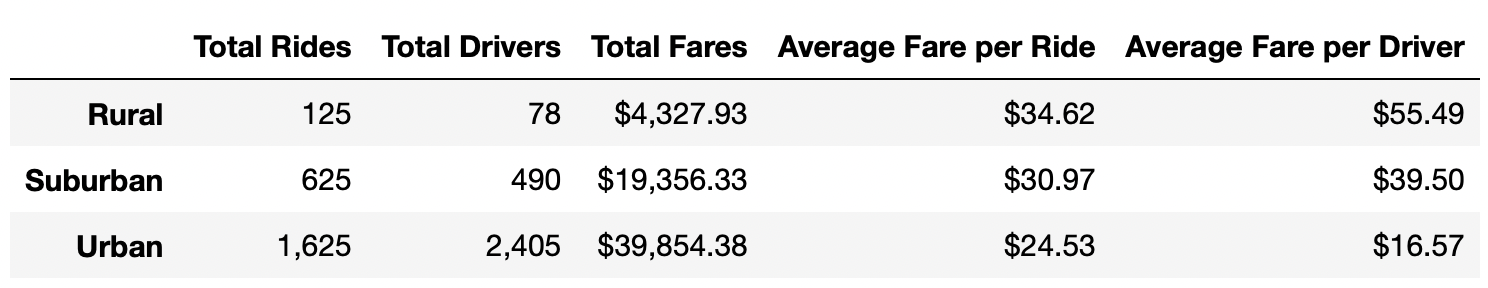 Total Rides Total Drivers Total Fares Average Fare per Ride Average Fare per Driver
Rural 125 78 $4,327.93 $34.62 $55.49
Suburban 625 490 $19,356.33 $30.97 $39.50
Urban 1,625 2,405 $39,854.38 $24.53 $16.57